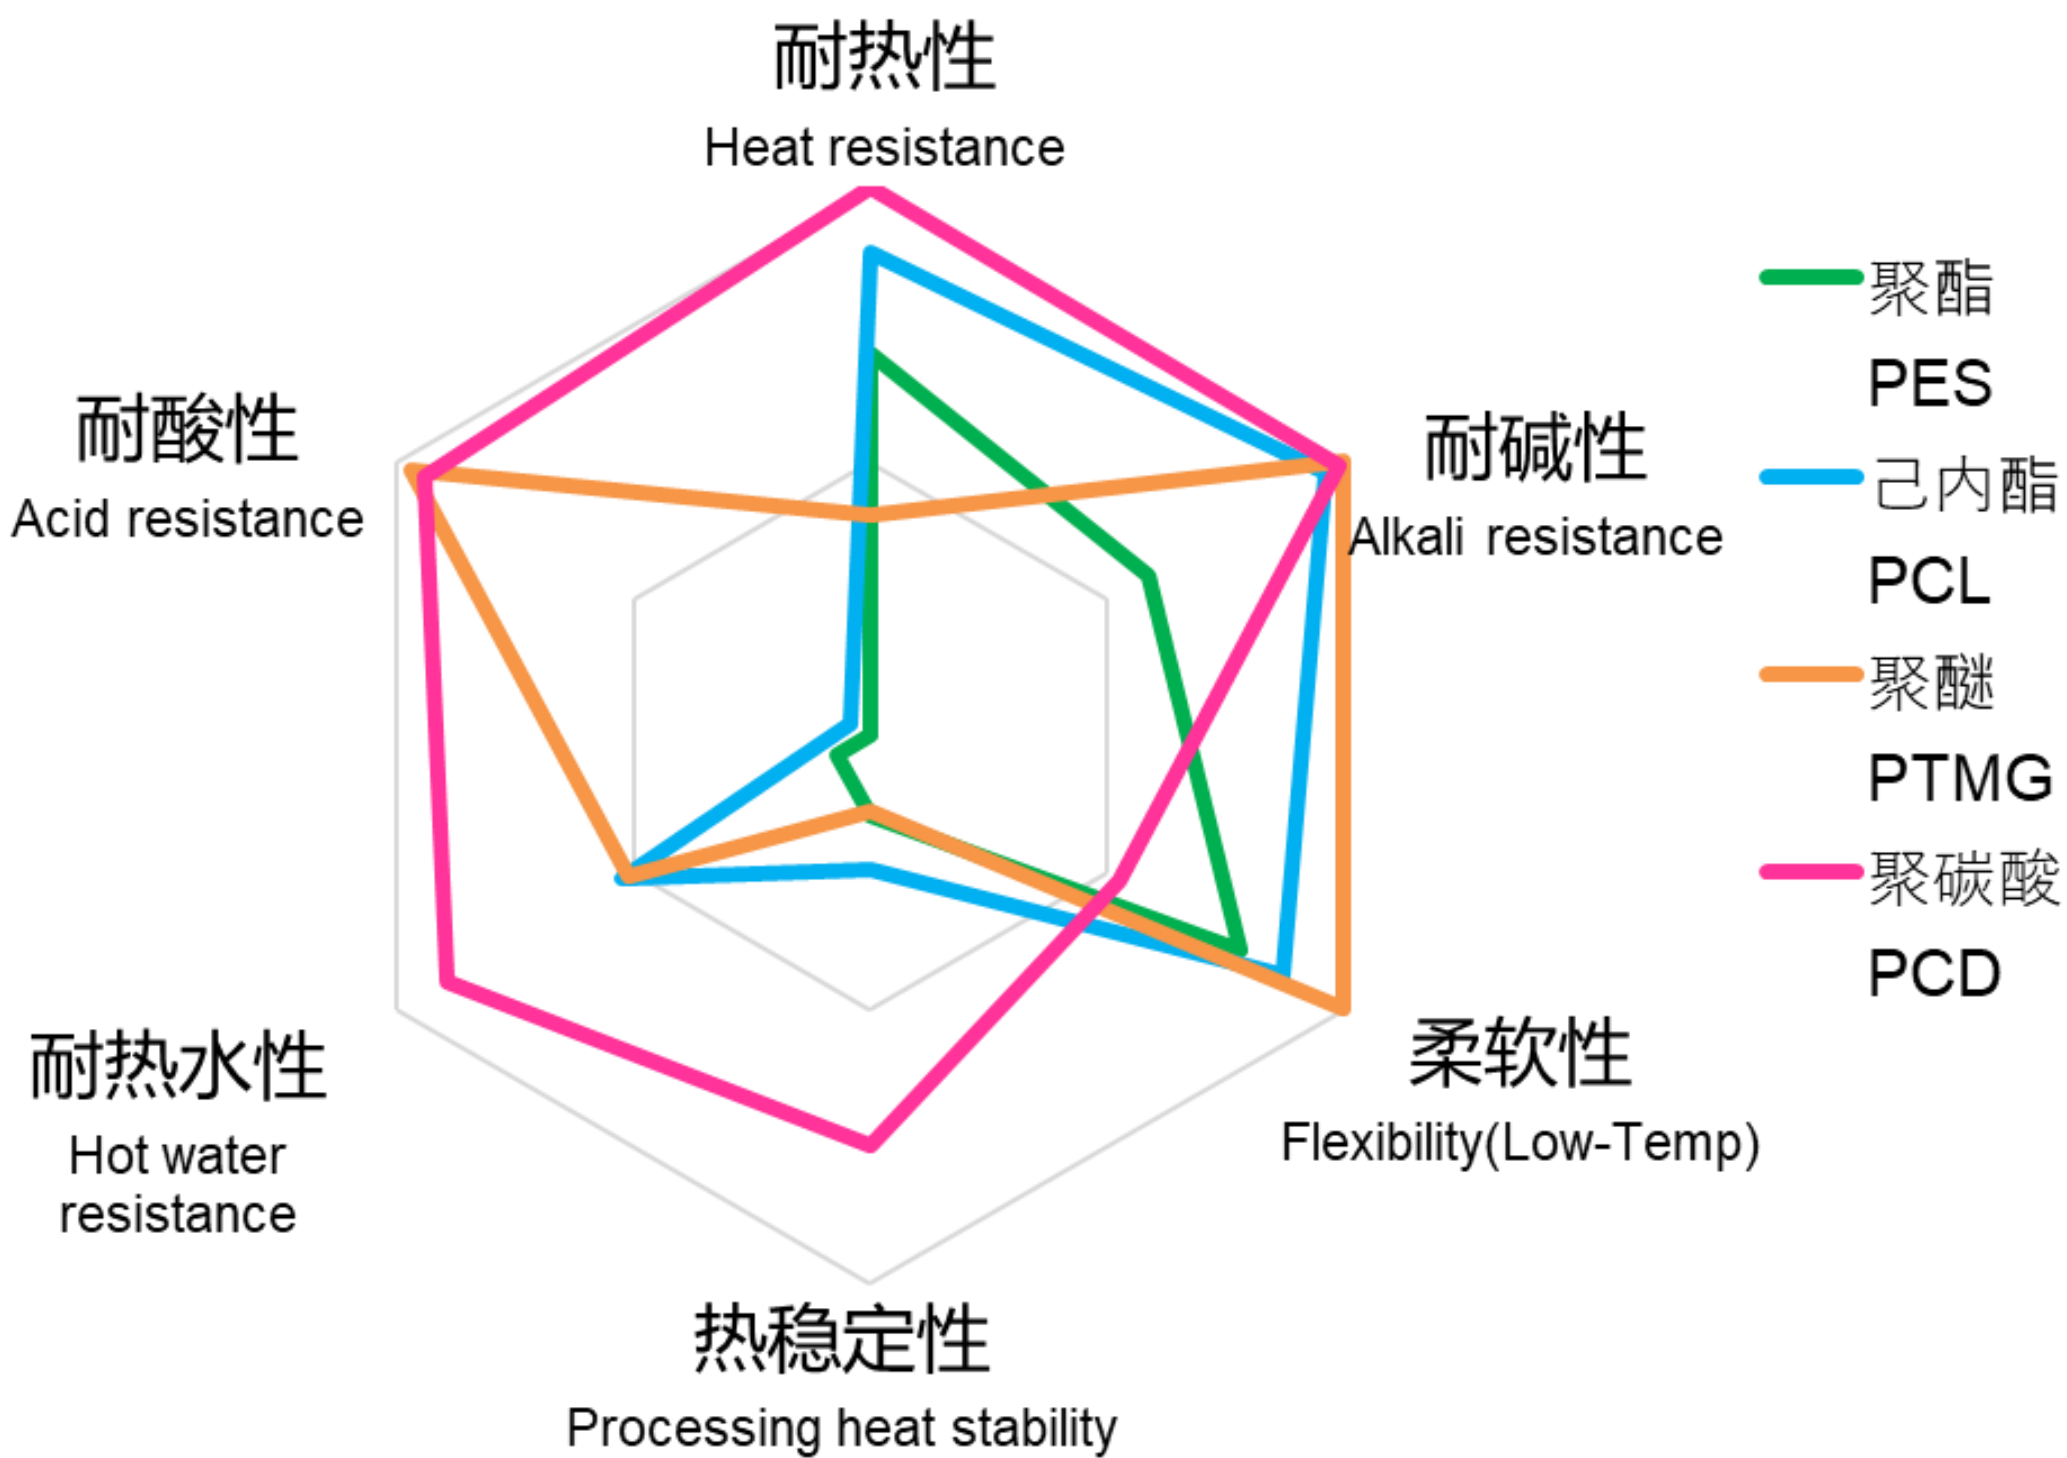 耐热性
Heat resistance
耐碱性
Alkali resistance
柔软性
Flexibility(Low-Temp)
热稳定性
Processing heat stability
耐热水性
Hot water
resistance
耐酸性
Acid resistance
聚酯
PES
己内酯
PCL
聚醚
PTMG
聚碳酸
PCD